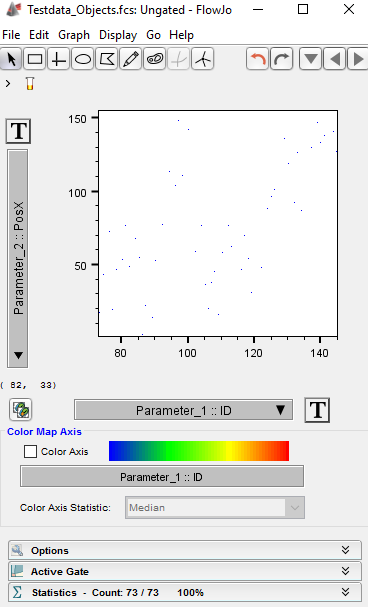 Testdata_Objects.fcs: Ungated - FlowJo
File Edit Graph Display Go Help
T
150
100
50
Parameter_2 :: PosX
80 100 120 140
( 82, 33)
Parameter_1 :: ID
T
Color Map Axis
Color Axis
Parameter_1 :: ID
Color Axis Statistic: Median
Options
Active Gate
Σ Statistics - Count: 73 / 73 100%